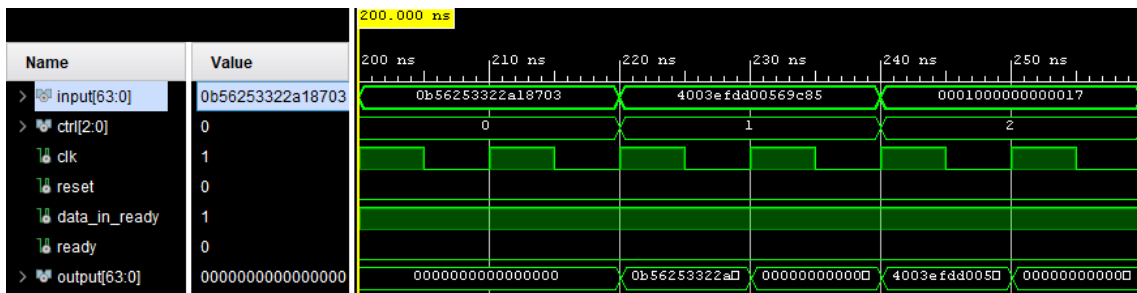 200.000 ns
Name Value 200 ns 210 ns 220 ns 230 ns 240 ns 250 ns
input[63:0] 0b56253322a18703 0b56253322a18703 4003efdd00569c85 0001000000000017
ctrl[2:0] 0 0 1 2
clk 1
reset 0
data_in_ready 1
ready 0
output[63:0] 0000000000000000 0000000000000000 0b56253322a 00000000000 4003efdd005 00000000000